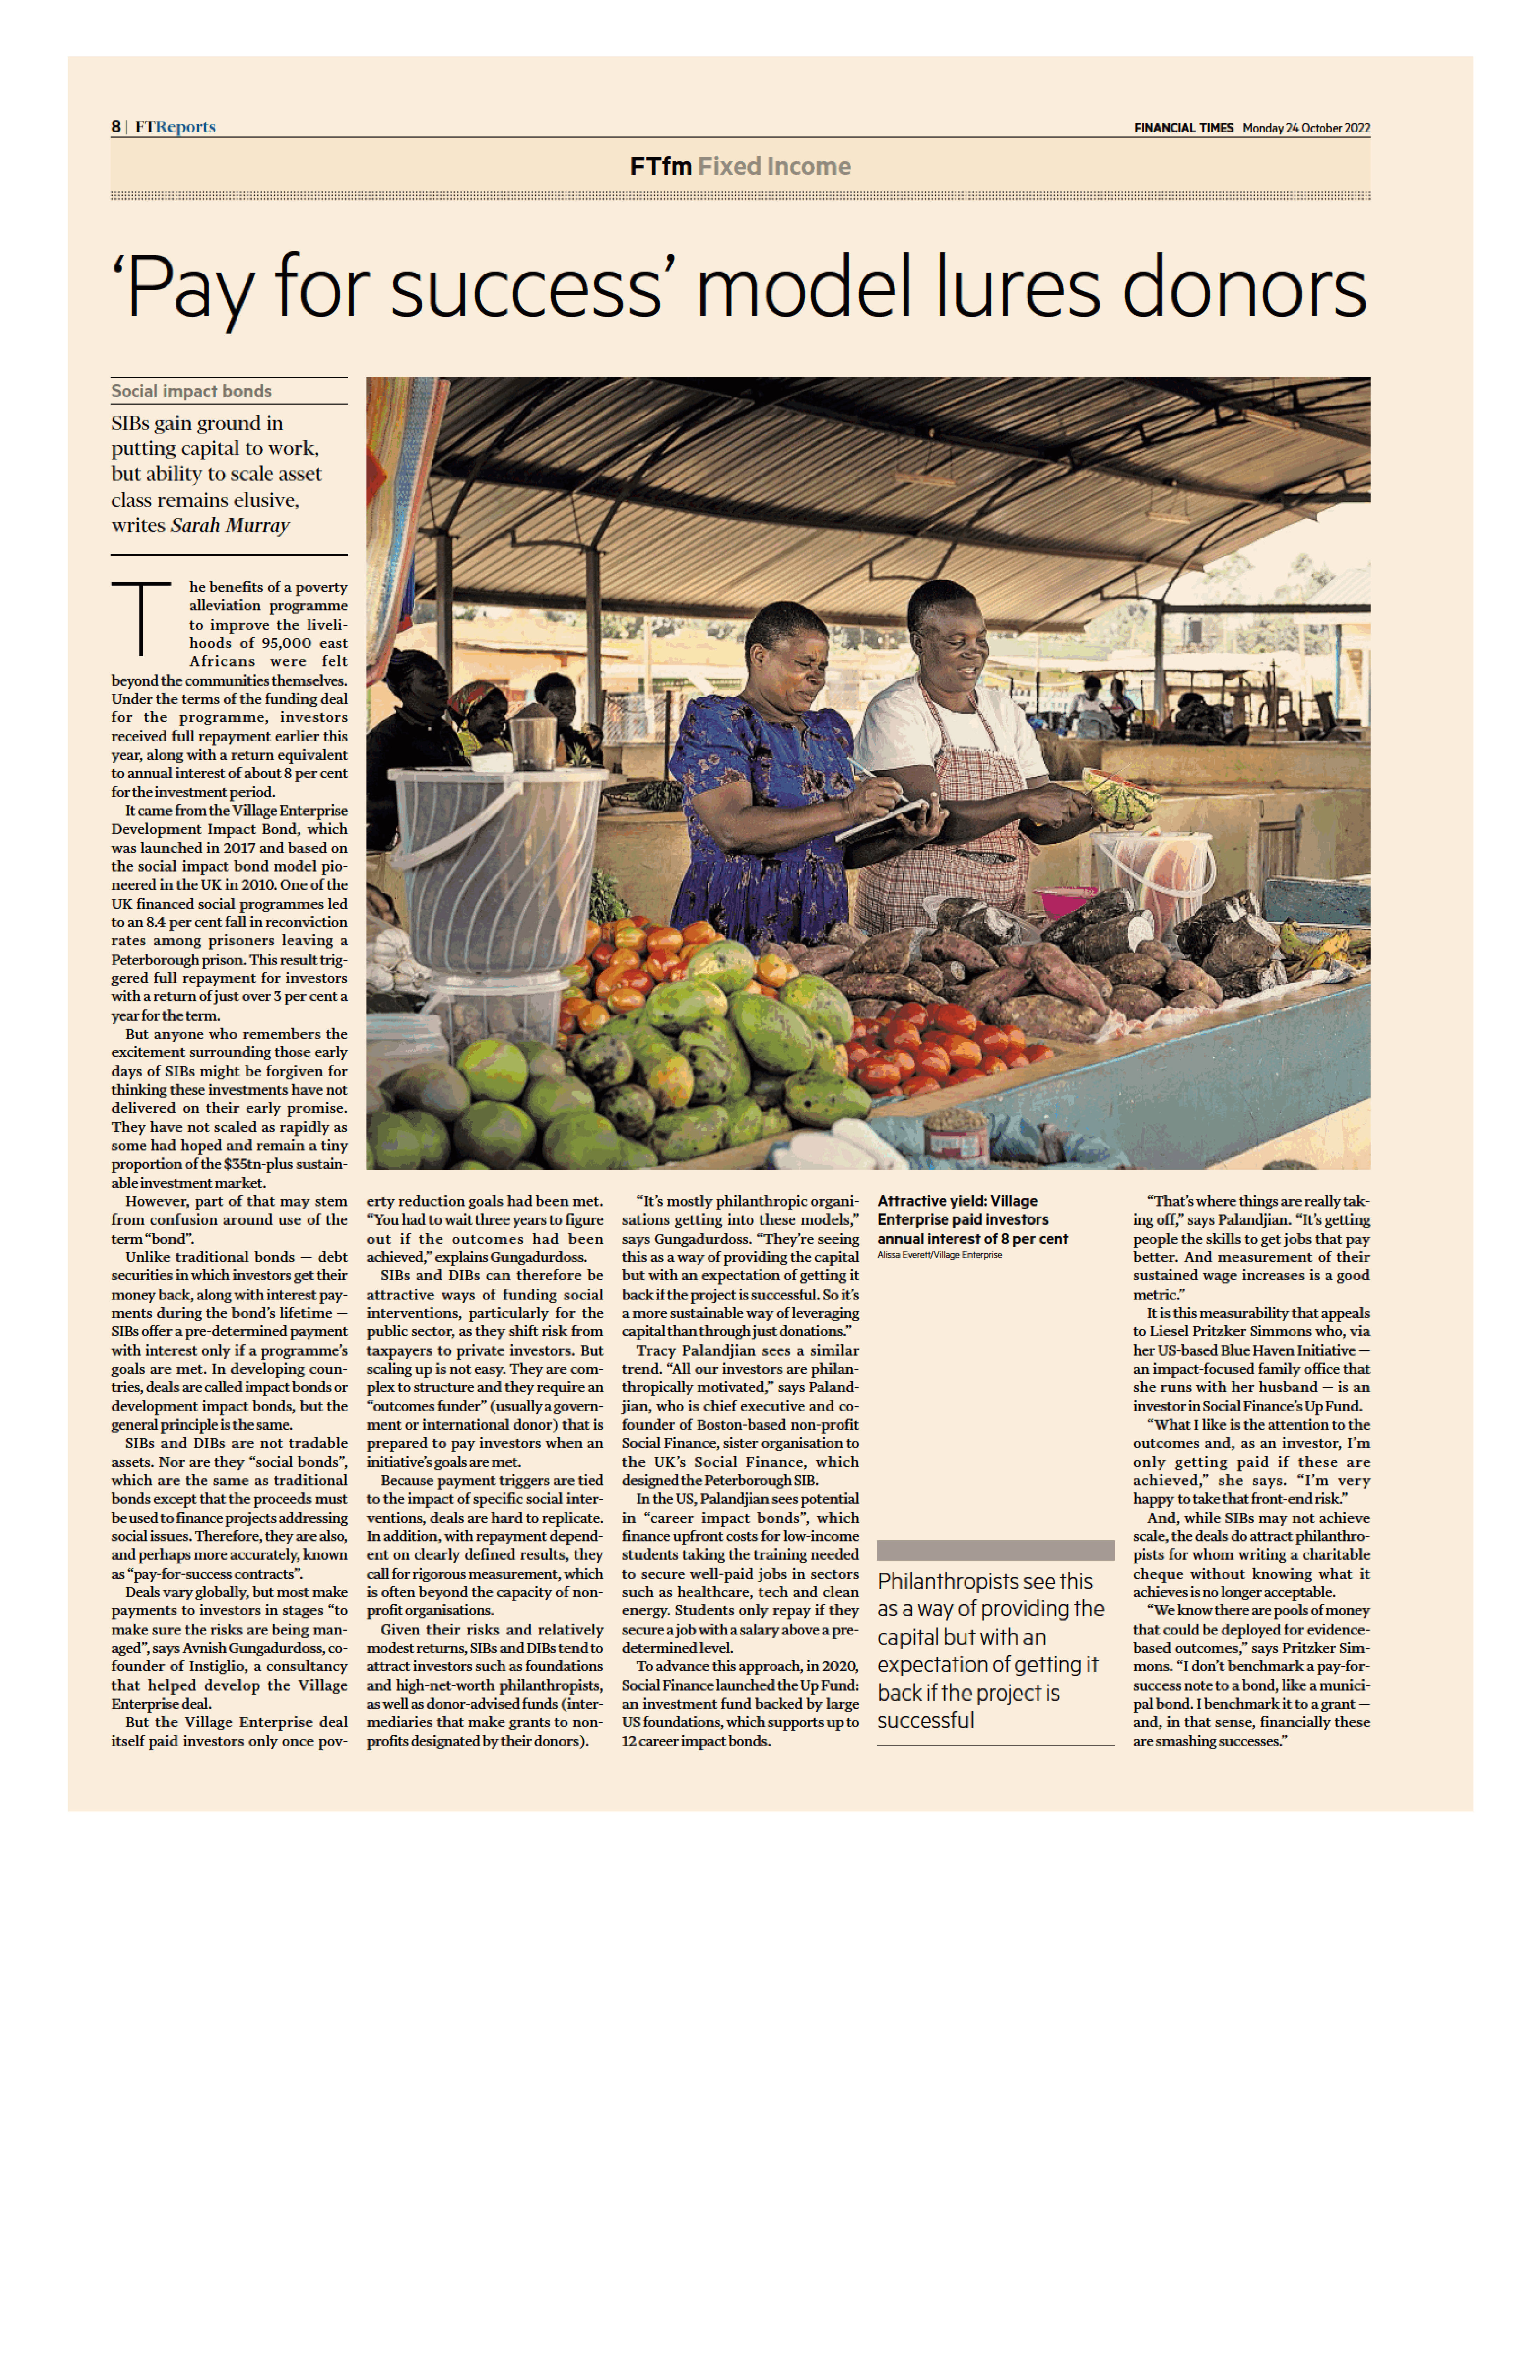 8 | FTReports
FINANCIAL TIMES Monday 24 October 2022
FTfm Fixed Income
‘Pay for success’ model lures donors
Social impact bonds
SIBs gain ground in
putting capital to work,
but ability to scale asset
class remains elusive,
writes Sarah Murray
The benefits of a poverty
alleviation programme
to improve the liveli-
hoods of 95,000 east
Africans were felt
beyond the communities themselves.
Under the terms of the funding deal
for the programme, investors
received full repayment earlier this
year, along with a return equivalent
to annual interest of about 8 per cent
for the investment period.
It came from the Village Enterprise
Development Impact Bond, which
was launched in 2017 and based on
the social impact bond model pio-
neered in the UK in 2010. One of the
UK financed social programmes led
to an 8.4 per cent fall in reconviction
rates among prisoners leaving a
Peterborough prison. This result trig-
gered full repayment for investors
with a return of just over 3 per cent a
year for the term.
But anyone who remembers the
excitement surrounding those early
days of SIBs might be forgiven for
thinking these investments have not
delivered on their early promise.
They have not scaled as rapidly as
some had hoped and remain a tiny
proportion of the $35tn-plus sustain-
able investment market.
However, part of that may stem
from confusion around use of the
term “bond”.
Unlike traditional bonds — debt
securities in which investors get their
money back, along with interest pay-
ments during the bond’s lifetime —
SIBs offer a pre-determined payment
with interest only if a programme’s
goals are met. In developing coun-
tries, deals are called impact bonds or
development impact bonds, but the
general principle is the same.
SIBs and DIBs are not tradable
assets. Nor are they “social bonds”,
which are the same as traditional
bonds except that the proceeds must
be used to finance projects addressing
social issues. Therefore, they are also,
and perhaps more accurately, known
as “pay-for-success contracts”.
Deals vary globally, but most make
payments to investors in stages “to
make sure the risks are being man-
aged”, says Avnish Gungadurdoss, co-
founder of Instiglio, a consultancy
that helped develop the Village
Enterprise deal.
But the Village Enterprise deal
itself paid investors only once pov-
erty reduction goals had been met.
“You had to wait three years to figure
out if the outcomes had been
achieved,” explains Gungadurdoss.
SIBs and DIBs can therefore be
attractive ways of funding social
interventions, particularly for the
public sector, as they shift risk from
taxpayers to private investors. But
scaling up is not easy. They are com-
plex to structure and they require an
“outcomes funder” (usually a govern-
ment or international donor) that is
prepared to pay investors when an
initiative’s goals are met.
Because payment triggers are tied
to the impact of specific social inter-
ventions, deals are hard to replicate.
In addition, with repayment depend-
ent on clearly defined results, they
call for rigorous measurement, which
is often beyond the capacity of non-
profit organisations.
Given their risks and relatively
modest returns, SIBs and DIBs tend to
attract investors such as foundations
and high-net-worth philanthropists,
as well as donor-advised funds (inter-
mediaries that make grants to non-
profits designated by their donors).
“It’s mostly philanthropic organi-
sations getting into these models,”
says Gungadurdoss. “They’re seeing
this as a way of providing the capital
but with an expectation of getting it
back if the project is successful. So it’s
a more sustainable way of leveraging
capital than through just donations.”
Tracy Palandjian sees a similar
trend. “All our investors are philan-
thropically motivated,” says Paland-
jian, who is chief executive and co-
founder of Boston-based non-profit
Social Finance, sister organisation to
the UK’s Social Finance, which
designed the Peterborough SIB.
In the US, Palandjian sees potential
in “career impact bonds”, which
finance upfront costs for low-income
students taking the training needed
to secure well-paid jobs in sectors
such as healthcare, tech and clean
energy. Students only repay if they
secure a job with a salary above a pre-
determined level.
To advance this approach, in 2020,
Social Finance launched the Up Fund:
an investment fund backed by large
US foundations, which supports up to
12 career impact bonds.
Attractive yield: Village
Enterprise paid investors
annual interest of 8 per cent
Alissa Everett/Village Enterprise
Philanthropists see this
as a way of providing the
capital but with an
expectation of getting it
back if the project is
successful
“That’s where things are really tak-
ing off,” says Palandjian. “It’s getting
people the skills to get jobs that pay
better. And measurement of their
sustained wage increases is a good
metric.”
It is this measurability that appeals
to Liesel Pritzker Simmons who, via
her US-based Blue Haven Initiative —
an impact-focused family office that
she runs with her husband — is an
investor in Social Finance’s Up Fund.
“What I like is the attention to the
outcomes and, as an investor, I’m
only getting paid if these are
achieved,” she says. “I’m very
happy to take that front-end risk.”
And, while SIBs may not achieve
scale, the deals do attract philanthro-
pists for whom writing a charitable
cheque without knowing what it
achieves is no longer acceptable.
“We know there are pools of money
that could be deployed for evidence-
based outcomes,” says Pritzker Sim-
mons. “I don’t benchmark a pay-for-
success note to a bond, like a munici-
pal bond. I benchmark it to a grant —
and, in that sense, financially these
are smashing successes.”